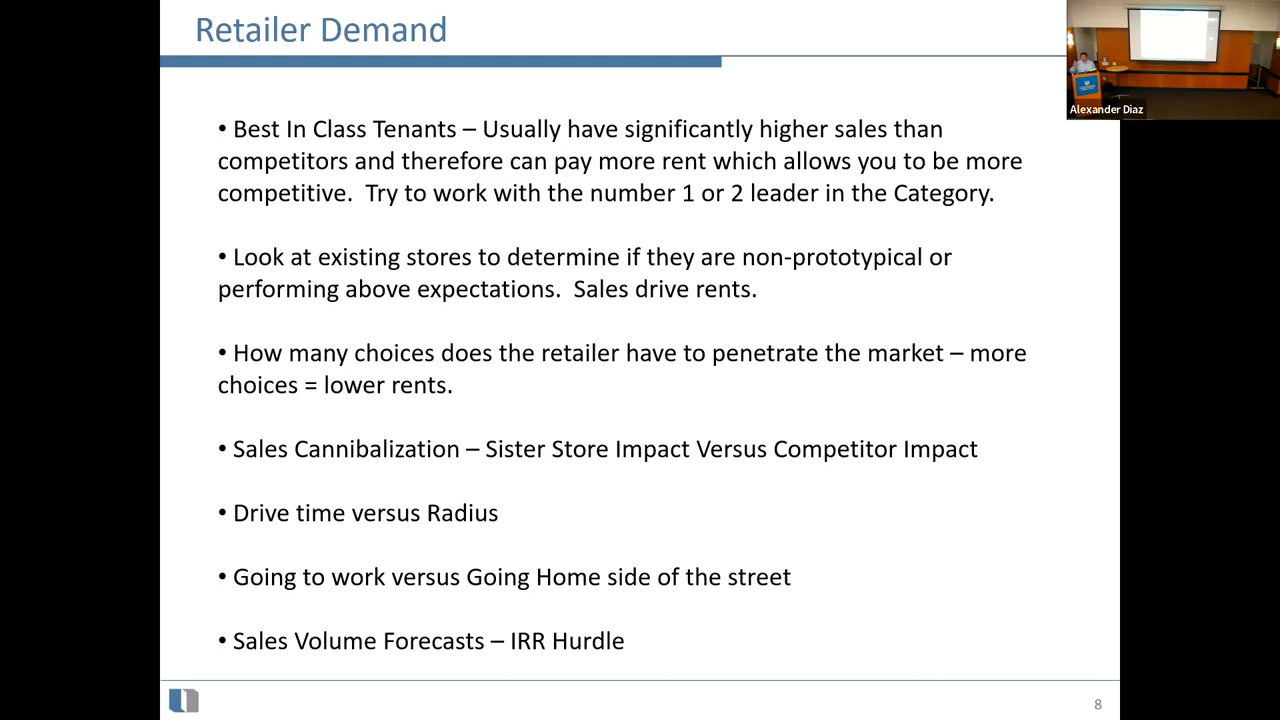 Retailer Demand
Alexander Diaz
• Best In Class Tenants – Usually have significantly higher sales than
competitors and therefore can pay more rent which allows you to be more
competitive.  Try to work with the number 1 or 2 leader in the Category.
• Look at existing stores to determine if they are non-prototypical or
performing above expectations.  Sales drive rents.
• How many choices does the retailer have to penetrate the market – more
choices = lower rents.
• Sales Cannibalization – Sister Store Impact Versus Competitor Impact
• Drive time versus Radius
• Going to work versus Going Home side of the street
• Sales Volume Forecasts – IRR Hurdle
8